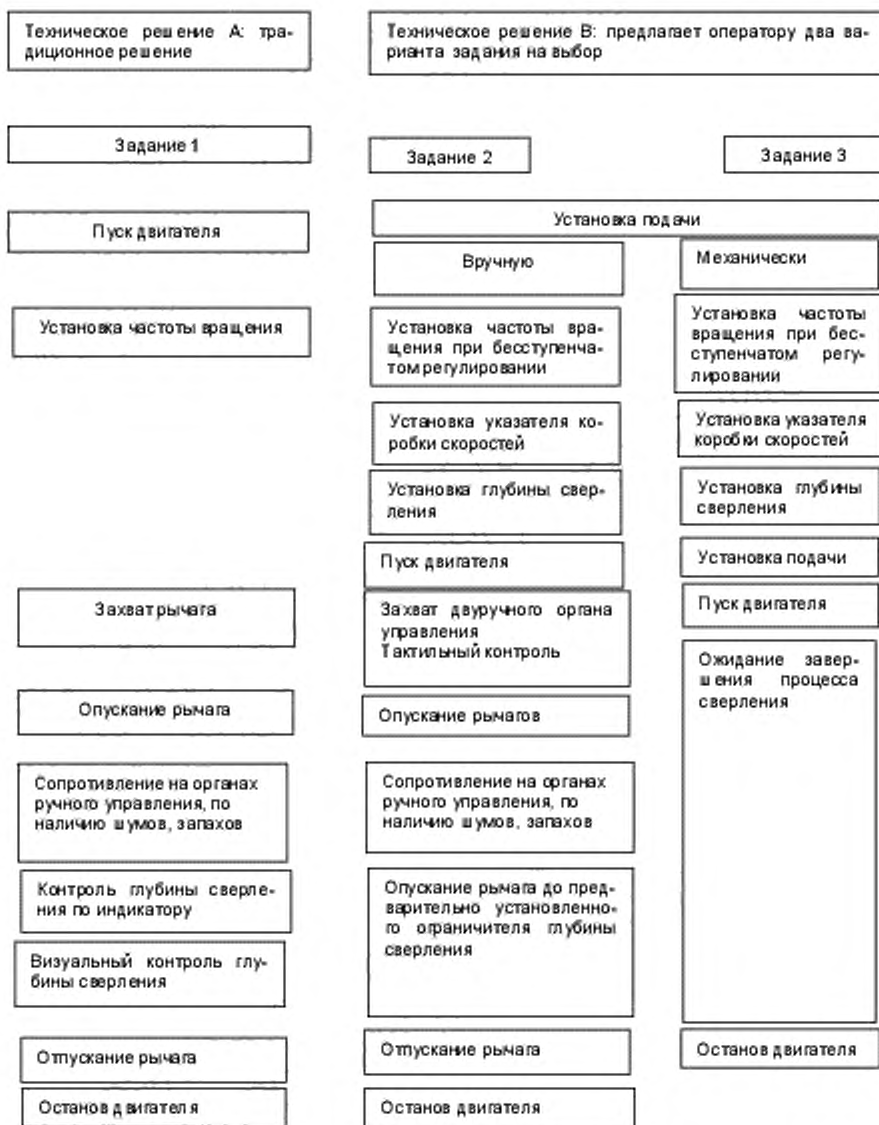 Техническое решение А: тра-
диционное решение
Техническое решение В: предлагает оператору два ва-
рианта задания на выбор
Задание 1
Задание 2
Задание 3
Пуск двигателя
Установка подачи
Вручную
Механически
Установка частоты вращения
Установка частоты вра-
щения при бесступенча-
том регулировании
Установка частоты
вращения при бес-
ступенчатом регу-
лировании
Установка указателя ко-
робки скоростей
Установка указателя
коробки скоростей
Установка глубины свер-
ления
Установка глубины
сверления
Пуск двигателя
Установка подачи
Захват рычага
Захват двуручного органа
управления
Тактильный контроль
Пуск двигателя
Ожидание завер-
шения процесса
сверления
Опускание рычага
Опускание рычагов
Сопротивление на органах
ручного управления, по
наличию шумов, запахов
Сопротивление на органах
ручного управления, по
наличию шумов, запахов
Контроль глубины сверле-
ния по индикатору
Опускание рычага до пред-
варительно установленно-
го ограничителя глубины
сверления
Визуальный контроль глу-
бины сверления
Отпускание рычага
Отпускание рычага
Останов двигателя
Останов двигателя
Останов двигателя